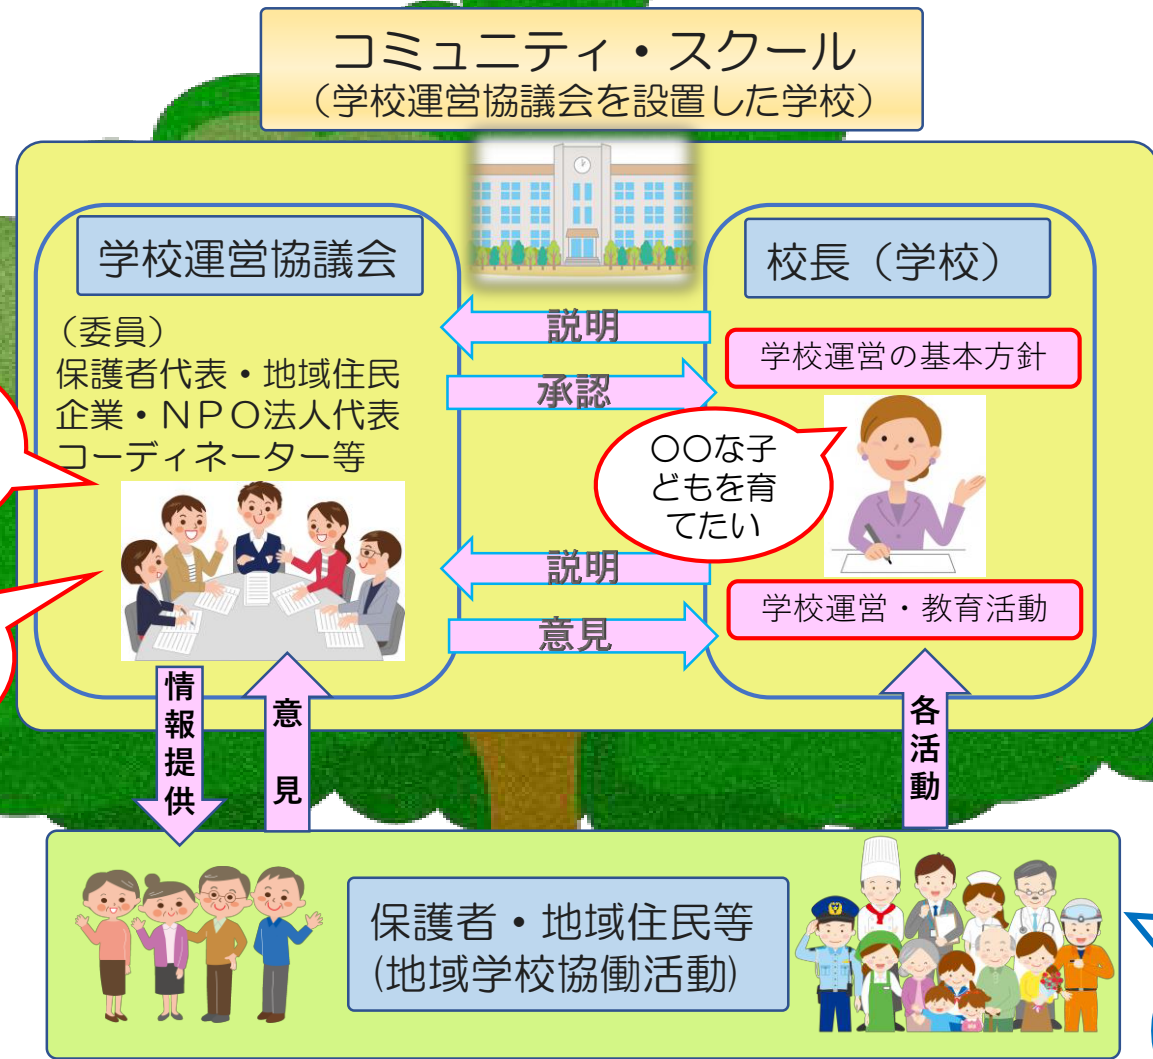 コミュニティ・スクール
（学校運営協議会を設置した学校）
学校運営協議会
（委員）
保護者代表・地域住民
企業・ＮＰＯ法人代表
コーディネーター等
説明
承認
校長（学校）
学校運営の基本方針
〇〇な子
どもを育
てたい
説明
意見
学校運営・教育活動
情報提供
意見
各活動
保護者・地域住民等
(地域学校協働活動)